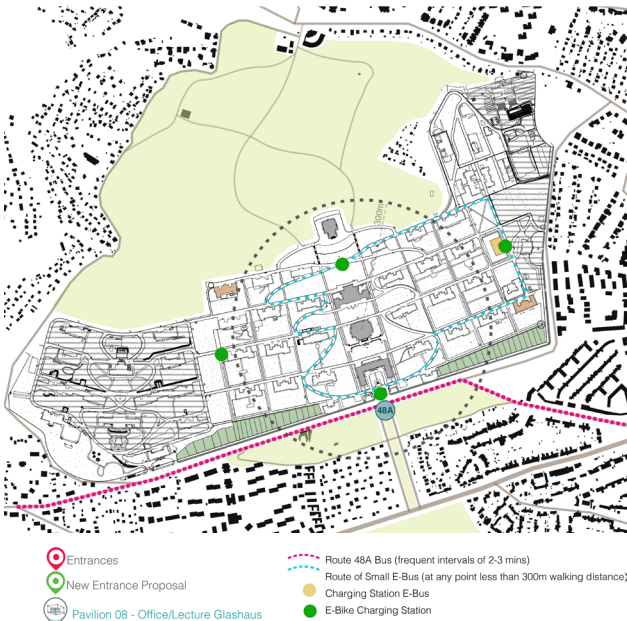 300m
48A
Entrances
New Entrance Proposal
Pavilion 08 - Office/Lecture Glashaus
Route 48A Bus (frequent intervals of 2-3 mins)
Route of Small E-Bus (at any point less than 300m walking distance)
Charging Station E-Bus
E-Bike Charging Station